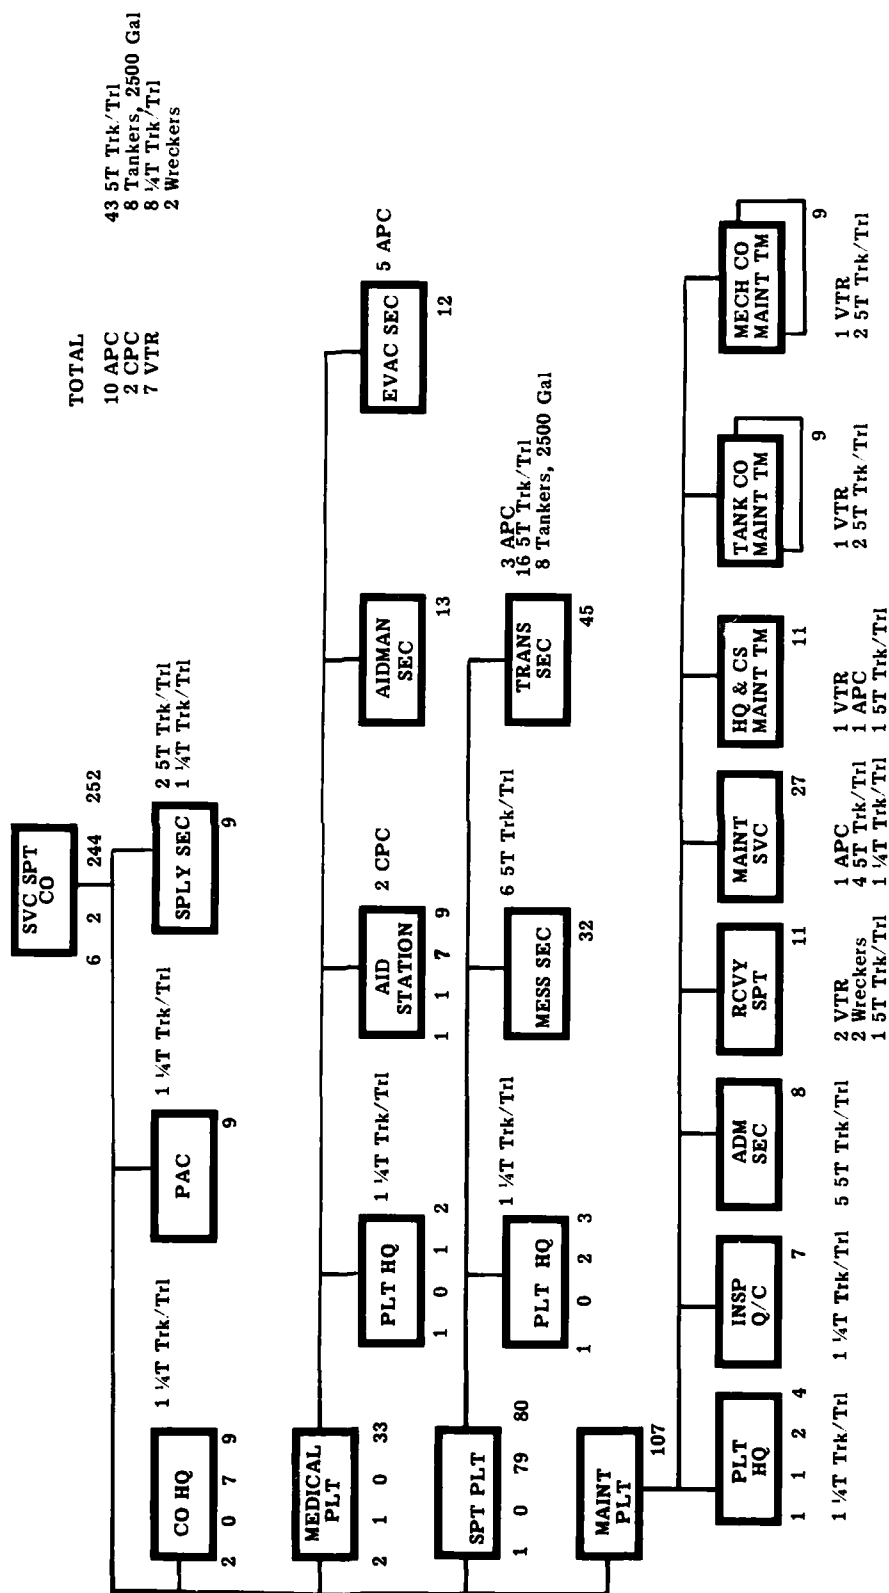 SVC SPT
CO
6 2 244 252
TOTAL
10 APC
2 CPC
7 VTR
43 5T Trk/Trl
8 Tankers, 2500 Gal
8 ¼T Trk/Trl
2 Wreckers
CO HQ
2 0 7 9
1 ¼T Trk/Trl
PAC
9
1 ¼T Trk/Trl
SPLY SEC
9
2 5T Trk/Trl
1 ¼T Trk/Trl
MEDICAL
PLT
2 1 0 33
PLT HQ
1 0 1 2
1 ¼T Trk/Trl
AID
STATION
1 1 7 9
2 CPC
AIDMAN
SEC
13
EVAC SEC
12
5 APC
SPT PLT
1 0 79 80
PLT HQ
1 0 2 3
1 ¼T Trk/Trl
MESS SEC
32
6 5T Trk/Trl
TRANS
SEC
45
3 APC
16 5T Trk/Trl
8 Tankers, 2500 Gal
MAINT
PLT
107
PLT
HQ
1 1 2 4
1 ¼T Trk/Trl
INSP
Q/C
7
1 ¼T Trk/Trl
ADM
SEC
8
5 5T Trk/Trl
RCVY
SPT
11
2 VTR
2 Wreckers
1 5T Trk/Trl
MAINT
SVC
27
1 APC
4 5T Trk/Trl
1 ¼T Trk/Trl
HQ & CS
MAINT TM
11
1 VTR
1 APC
1 5T Trk/Trl
TANK CO
MAINT TM
9
1 VTR
2 5T Trk/Trl
MECH CO
MAINT TM
9
1 VTR
2 5T Trk/Trl